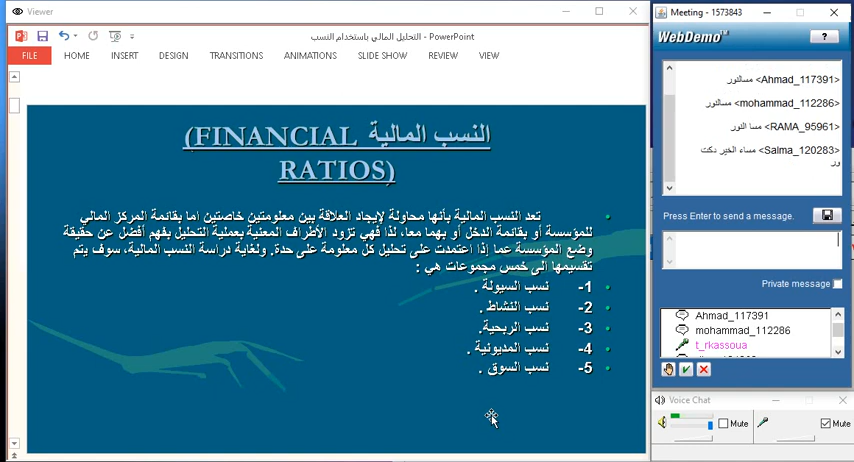 Viewer
التحليل المالي باستخدام النسب - PowerPoint
FILE HOME INSERT DESIGN TRANSITIONS ANIMATIONS SLIDE SHOW REVIEW VIEW
النسب المالية (FINANCIAL
RATIOS)
تعد النسب المالية بأنها محاولة لإيجاد العلاقة بين معلومتين خاصتين اما بقائمة المركز المالي
للمؤسسة أو بقائمة الدخل أو بهما معا، لذا فهي تزود الأطراف المعنية بعملية التحليل بفهم أفضل عن حقيقة
وضع المؤسسة عما إذا اعتمدت على تحليل كل معلومة على حدة. ولغاية دراسة النسب المالية، سوف يتم
تقسيمها الى خمس مجموعات هي :
1- نسب السيولة .
2- نسب النشاط .
3- نسب الربحية.
4- نسب المديونية .
5- نسب السوق .
Meeting - 1573843
WebDemo™
?
<Ahmad_117391> مسالنور
<mohammad_112286> مسالنور
<RAMA_95961> مسا النور
<Salma_120283> مساء الخير دكت
ور
Press Enter to send a message.
Private message
Ahmad_117391
mohammad_112286
t_rkassoua
Voice Chat
Mute
Mute